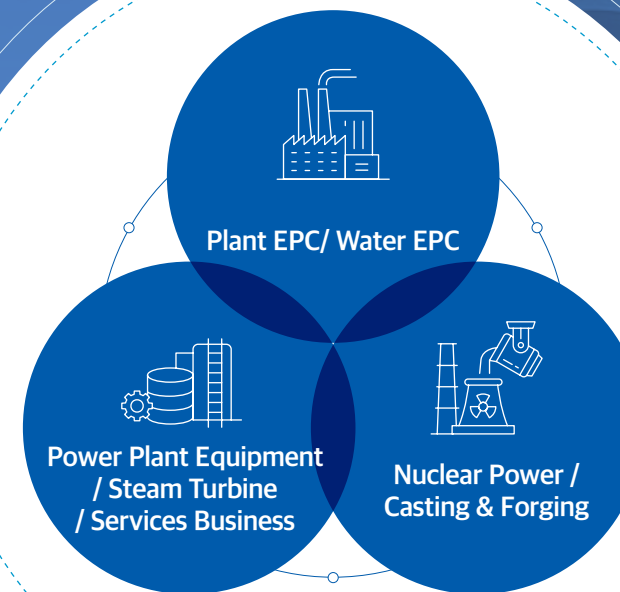 Plant EPC/ Water EPC
Power Plant Equipment
/ Steam Turbine
/ Services Business
Nuclear Power /
Casting & Forging